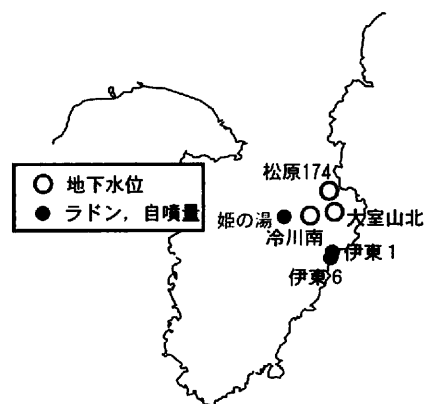 松原174
地下水位
ラドン，自噴量
姫の湯
大室山北
冷川南
伊東1
伊東6